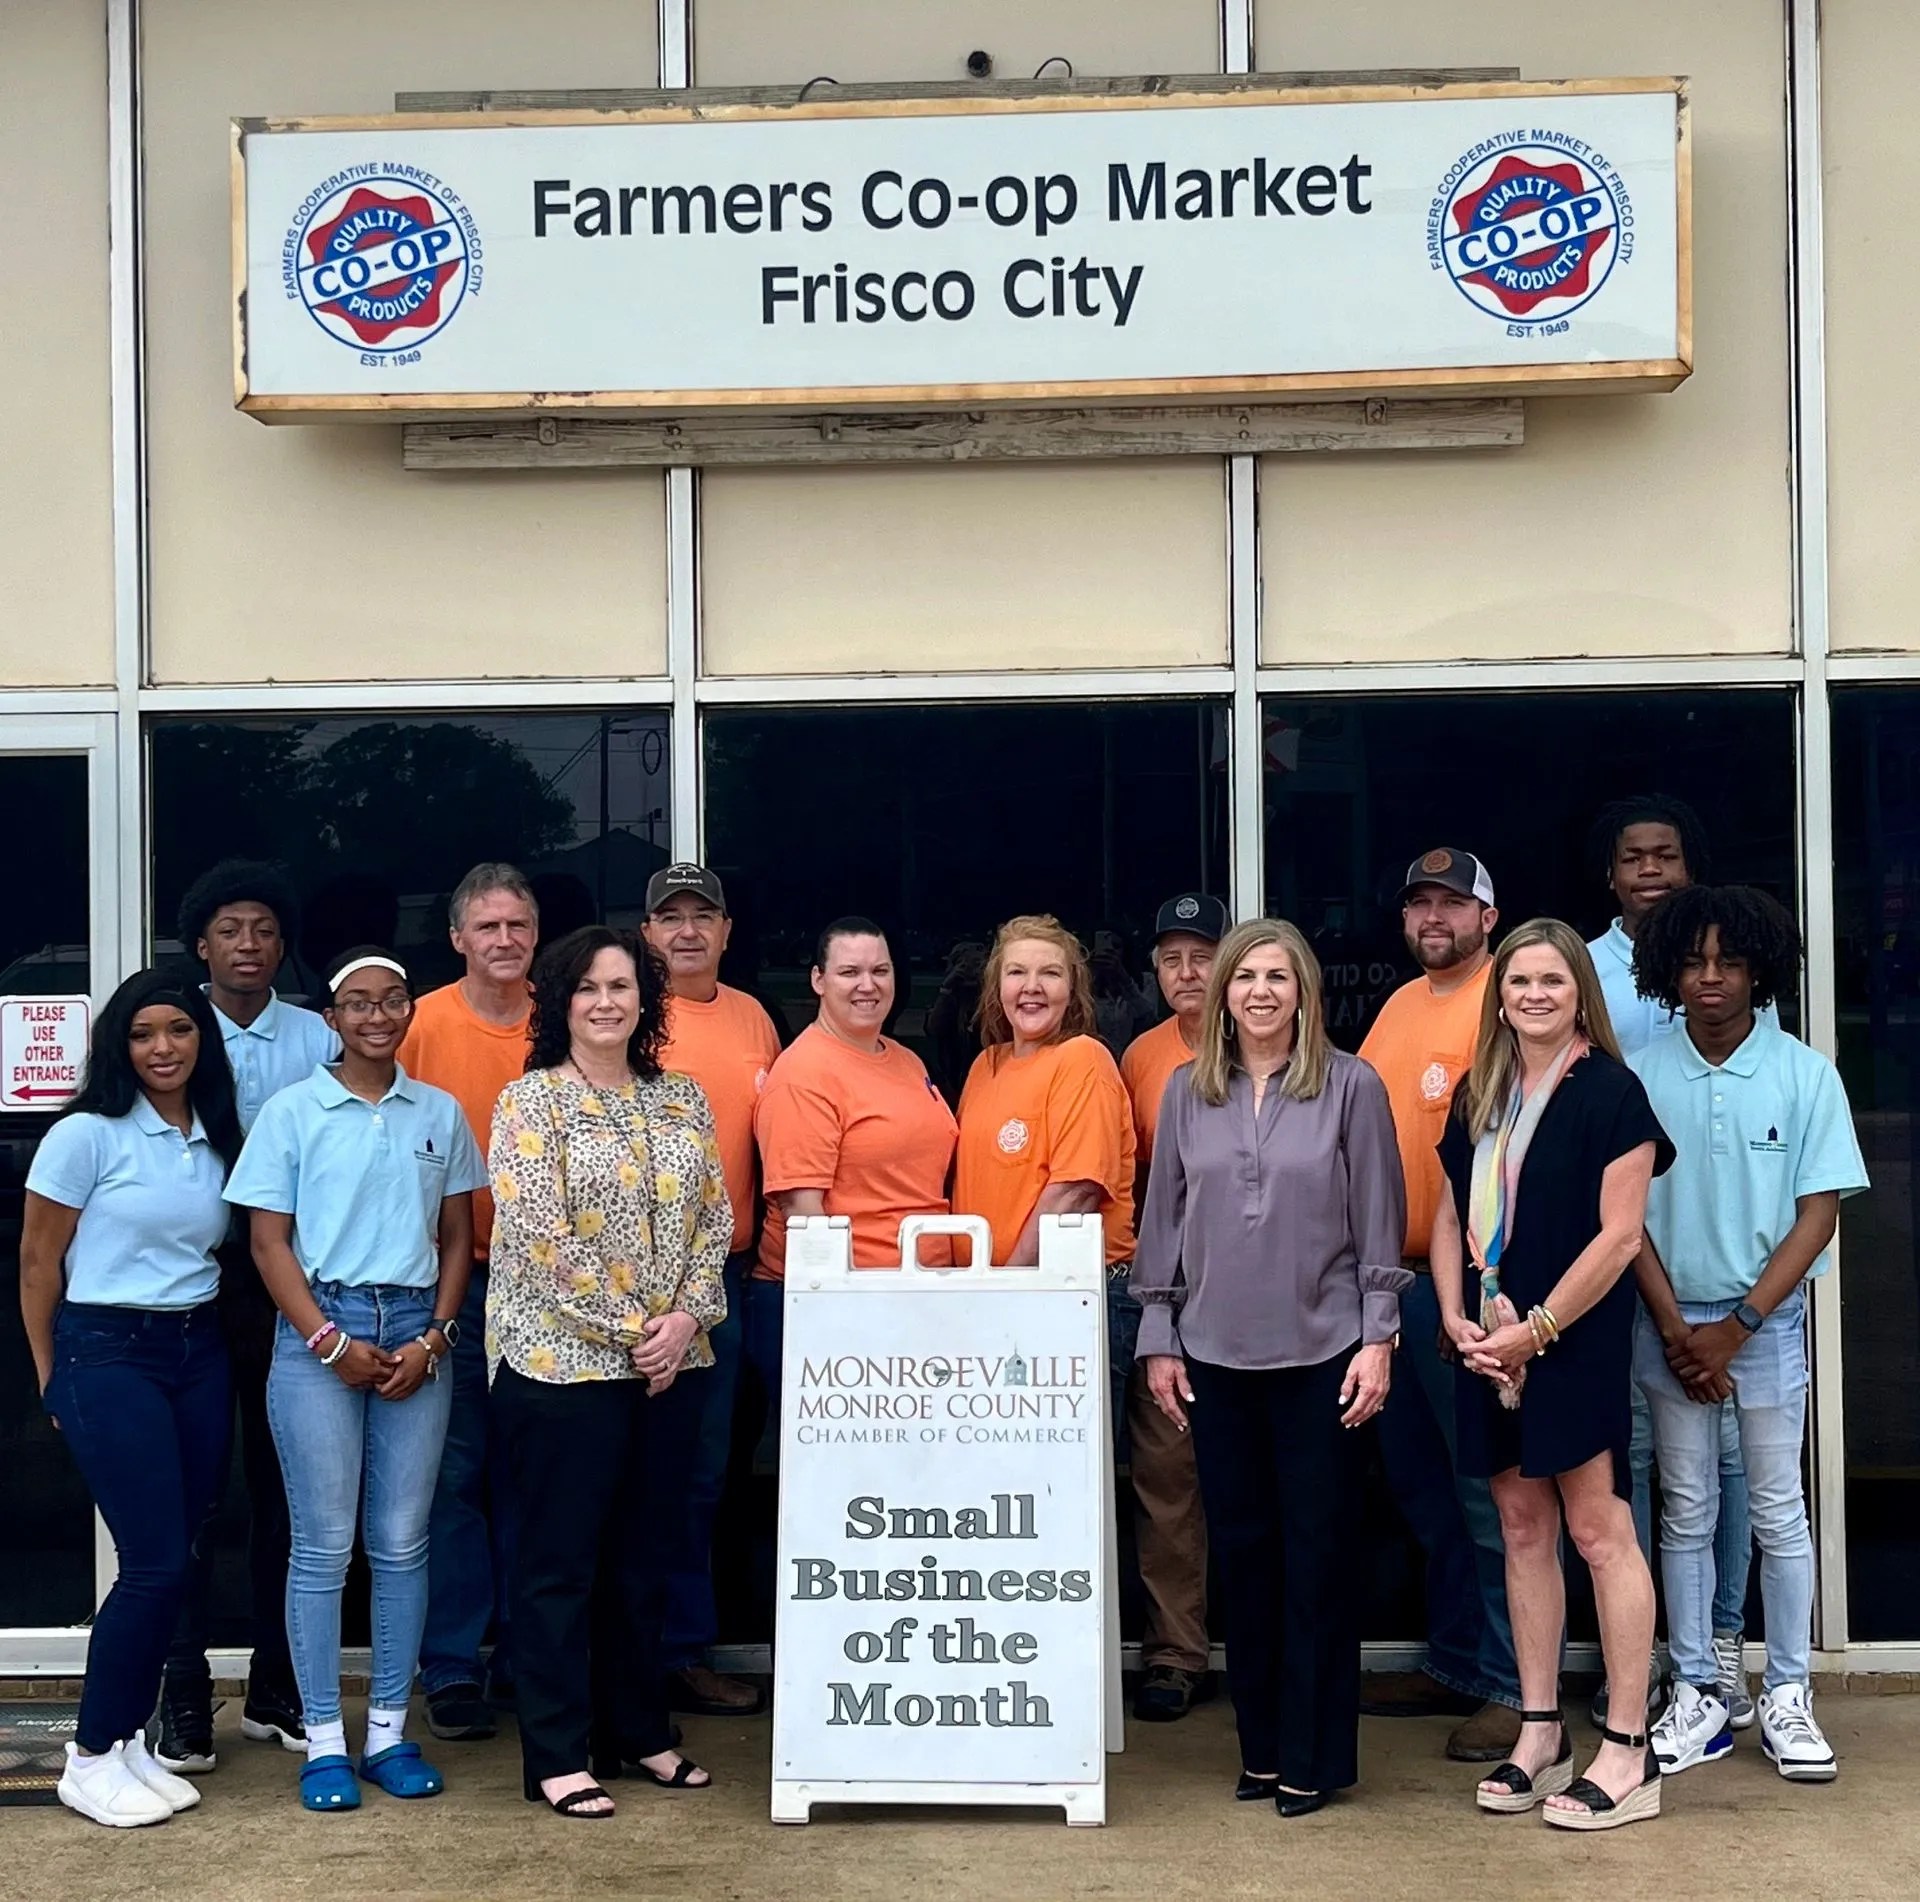 Farmers Co-op Market
Frisco City
FARMERS COOPERATIVE MARKET OF FRISCO CITY
QUALITY
CO-OP
PRODUCTS
EST. 1949
FARMERS COOPERATIVE MARKET OF FRISCO CITY
QUALITY
CO-OP
PRODUCTS
EST. 1949
PLEASE
USE
OTHER
ENTRANCE
MONROEVILLE
MONROE COUNTY
CHAMBER OF COMMERCE
Small
Business
of the
Month